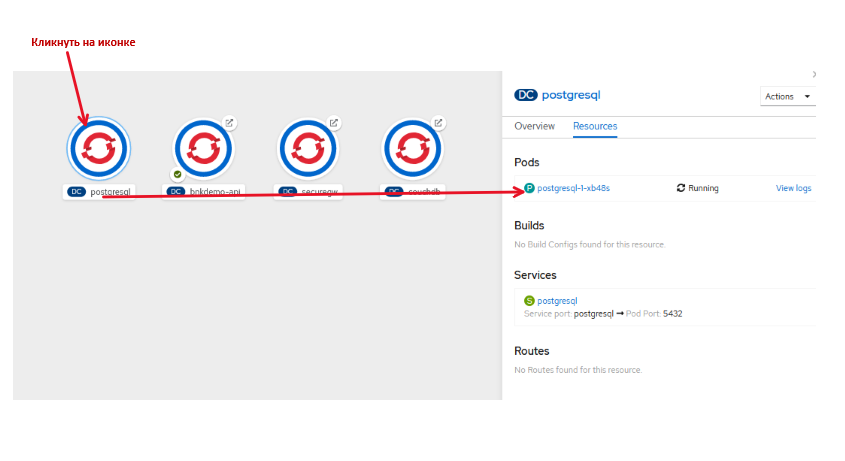 Кликнуть на иконке
DC postgresql
DC bnkdemo-api
DC securegw
DC couchdb
DC postgresql
Actions
Overview Resources
Pods
P postgresql-1-xb48s Running View logs
Builds
No Build Configs found for this resource.
Services
S postgresql
Service port: postgresql ➞ Pod Port: 5432
Routes
No Routes found for this resource.